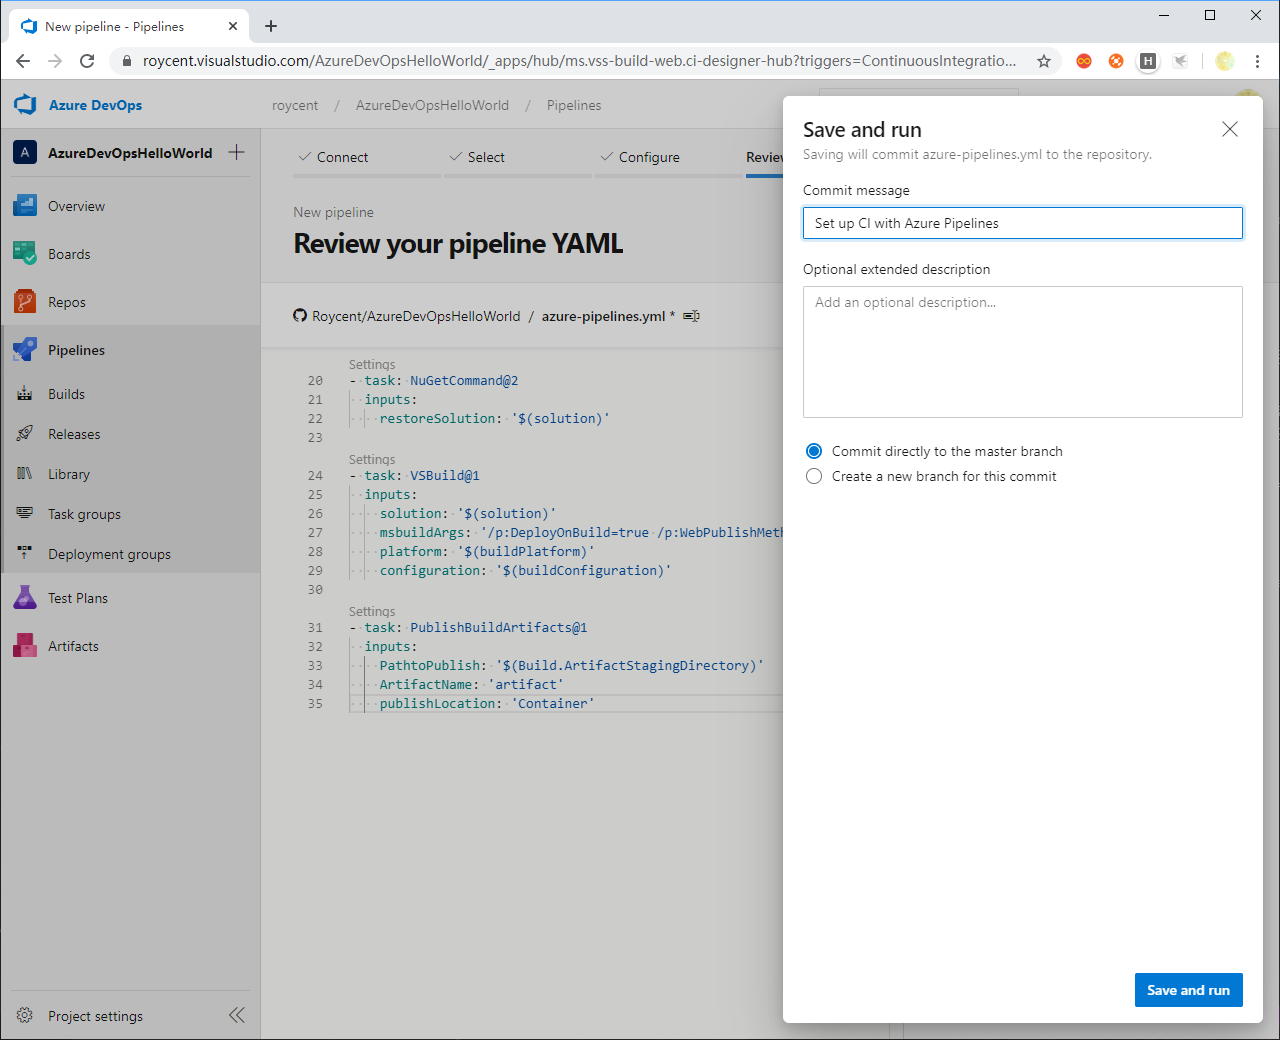 New pipeline - Pipelines
roycent.visualstudio.com/AzureDevOpsHelloWorld/_apps/hub/ms.vss-build-web.ci-designer-hub?triggers=ContinuousIntegratio...
H
Azure DevOps
roycent / AzureDevOpsHelloWorld / Pipelines
A AzureDevOpsHelloWorld
Overview
Boards
Repos
Pipelines
Builds
Releases
Library
Task groups
Deployment groups
Test Plans
Artifacts
Project settings
Connect Select Configure Review
New pipeline
Review your pipeline YAML
Roycent/AzureDevOpsHelloWorld / azure-pipelines.yml *
Settings
20 - task: NuGetCommand@2
21 inputs:
22 restoreSolution: '$(solution)'
23
Settings
24 - task: VSBuild@1
25 inputs:
26 solution: '$(solution)'
27 msbuildArgs: '/p:DeployOnBuild=true /p:WebPublishMeth
28 platform: '$(buildPlatform)'
29 configuration: '$(buildConfiguration)'
30
Settings
31 - task: PublishBuildArtifacts@1
32 inputs:
33 PathtoPublish: '$(Build.ArtifactStagingDirectory)'
34 ArtifactName: 'artifact'
35 publishLocation: 'Container'
Save and run
Saving will commit azure-pipelines.yml to the repository.
Commit message
Set up CI with Azure Pipelines
Optional extended description
Add an optional description...
Commit directly to the master branch
Create a new branch for this commit
Save and run